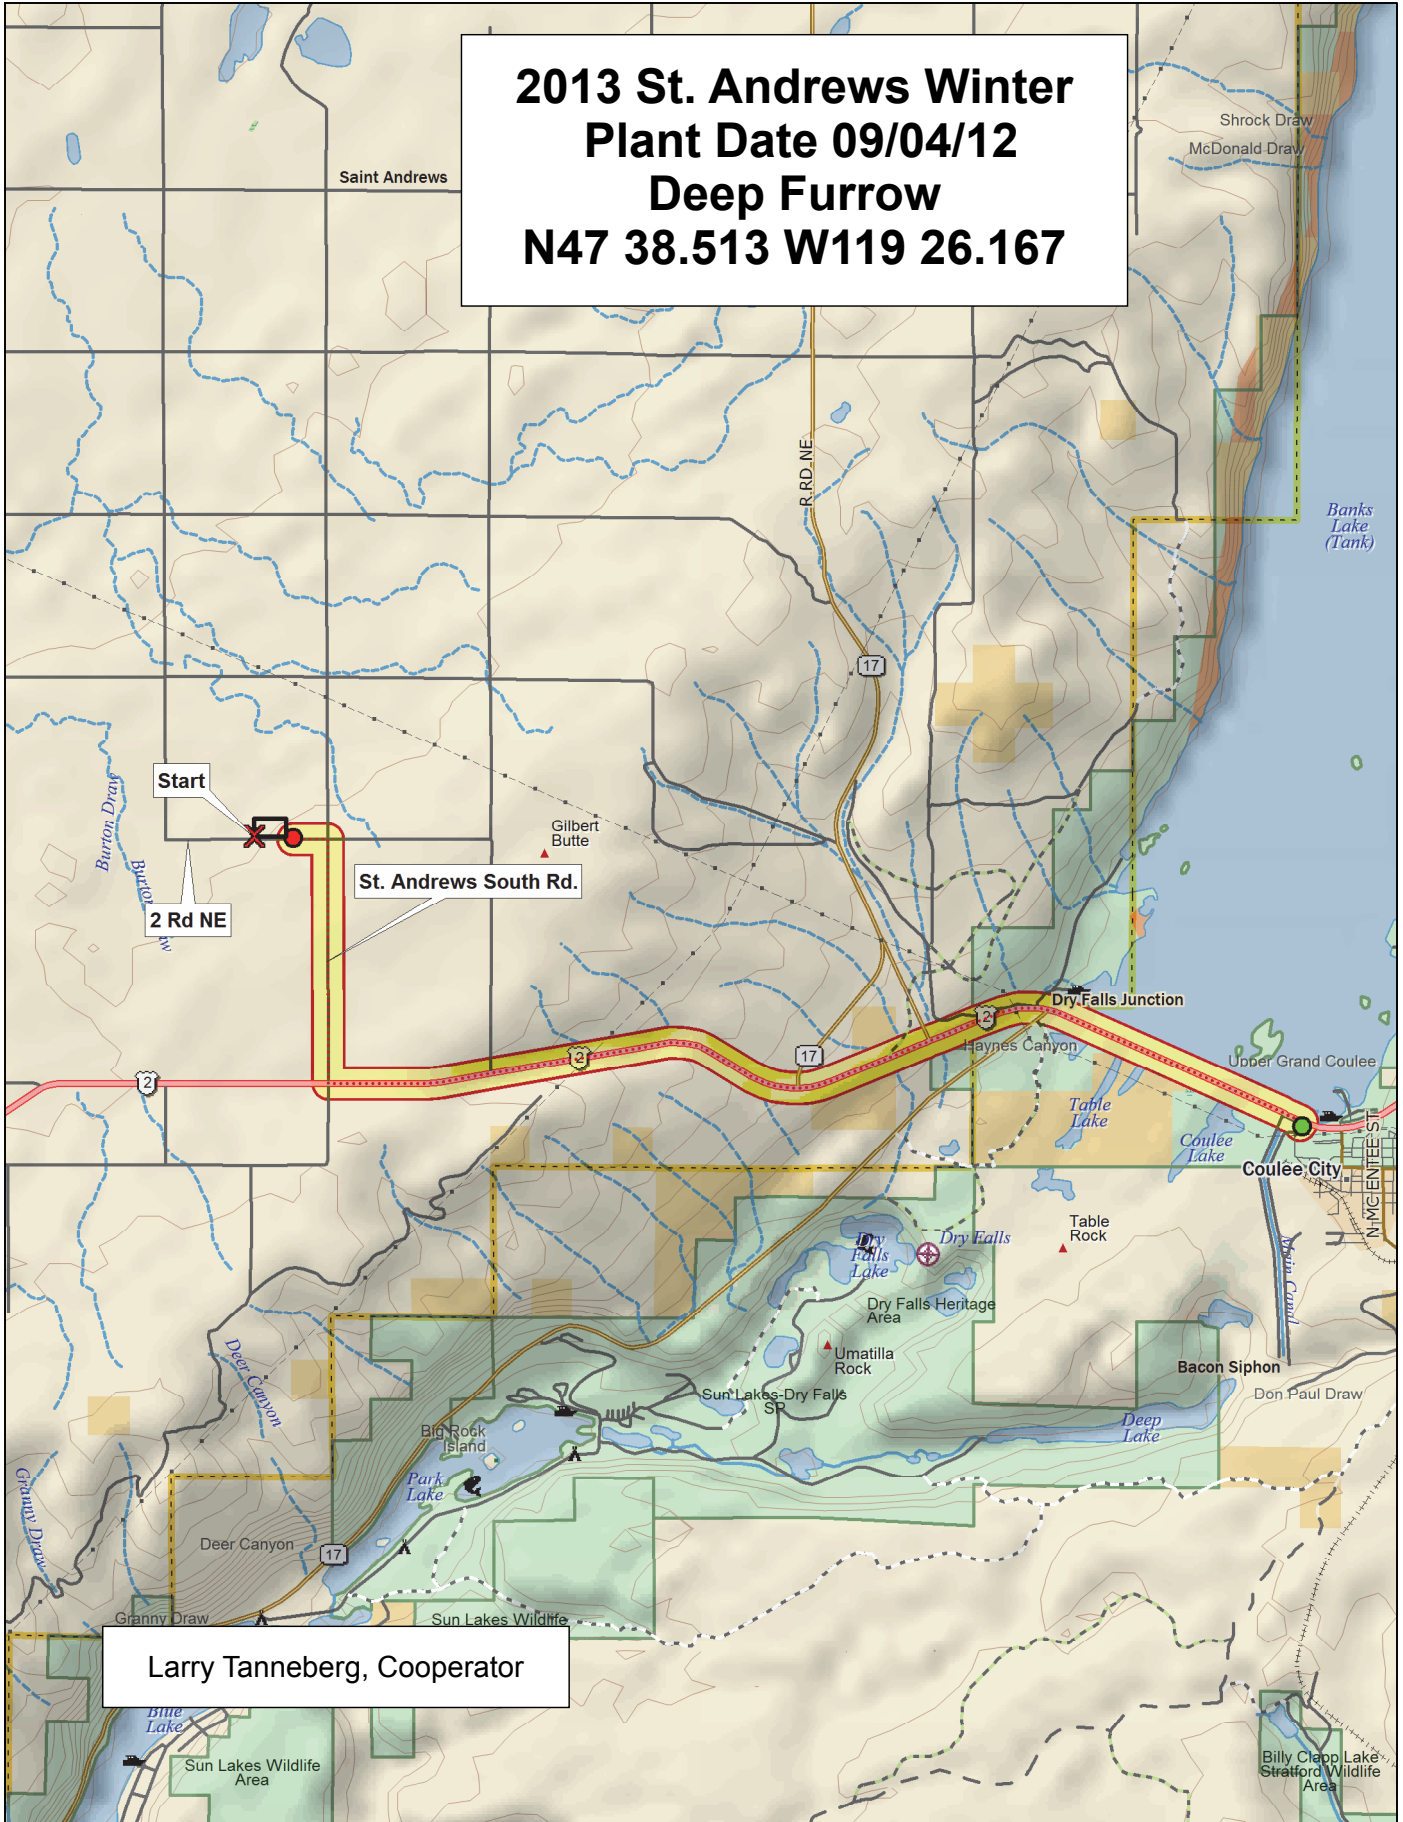 2013 St. Andrews Winter
Plant Date 09/04/12
Deep Furrow
N47 38.513 W119 26.167
Shrock Draw
McDonald Draw
Saint Andrews
R RD NE
Banks
Lake
(Tank)
17
Start
Burton Draw
Gilbert
Butte
St. Andrews South Rd.
2 Rd NE
Dry Falls Junction
2
Haynes Canyon
2
17
Upper Grand Coulee
2
Table
Lake
Coulee
Lake
Coulee City
N MC ENTEE ST
Table
Rock
Dry Falls
Dry
Falls
Lake
Main Canal
Dry Falls Heritage
Area
Umatilla
Rock
Deer Canyon
Bacon Siphon
Don Paul Draw
Sun Lakes-Dry Falls
SP
Deep
Lake
Big Rock
Island
Park
Lake
Granny Draw
Deer Canyon
17
Granny Draw
Sun Lakes Wildlife
Larry Tanneberg, Cooperator
Blue
Lake
Sun Lakes Wildlife
Area
Billy Clapp Lake
Stratford Wildlife
Area